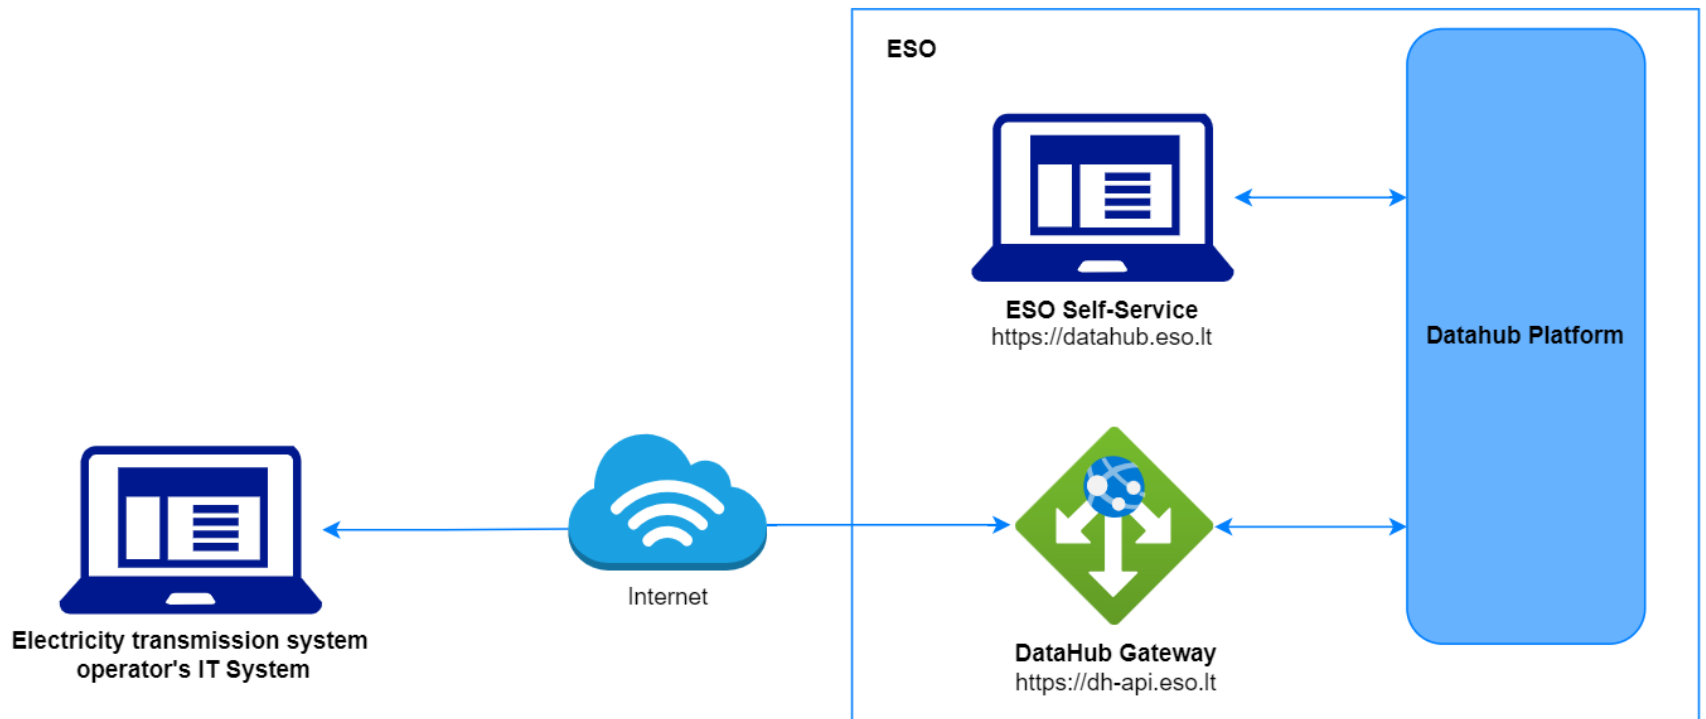 ESO
ESO Self-Service
https://datahub.eso.lt
Datahub Platform
Internet
Electricity transmission system
operator's IT System
DataHub Gateway
https://dh-api.eso.lt